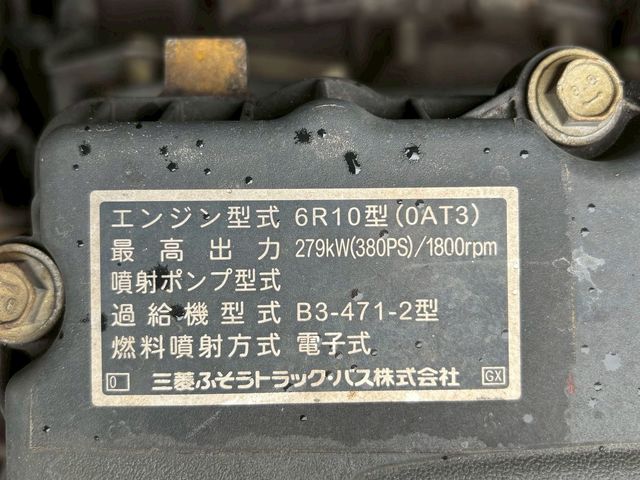 エンジン型式 6R10型(0AT3)
最高出力 279kW(380PS)/1800rpm
噴射ポンプ型式
過給機型式 B3-471-2型
燃料噴射方式 電子式
0 三菱ふそうトラック・バス株式会社 GX